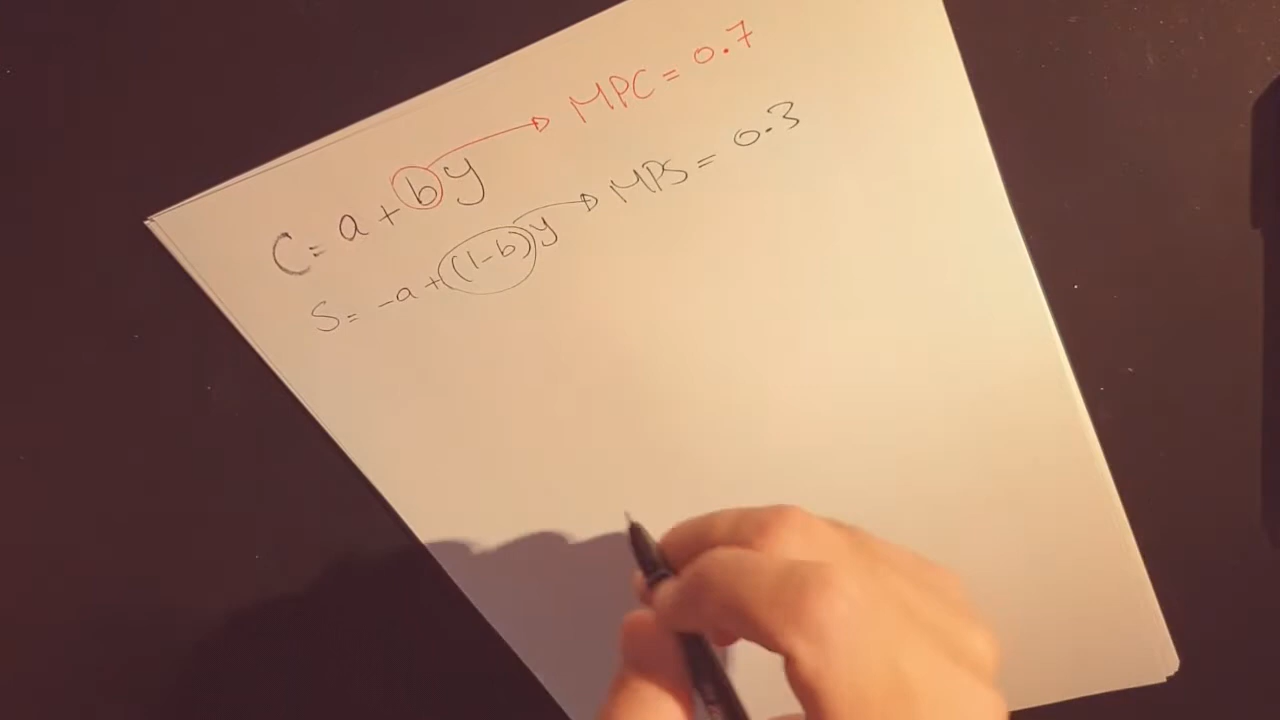 C = a + by → MPC = 0.7
S = -a + (1-b)y → MPS = 0.3